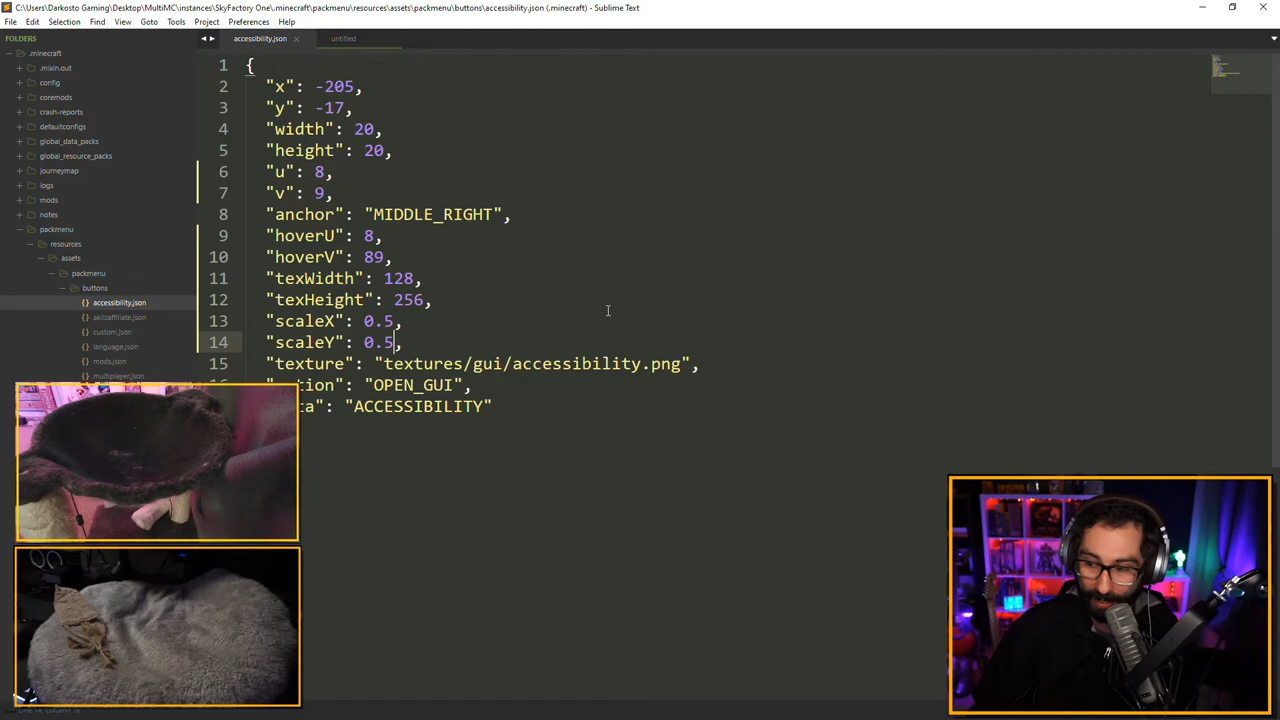 C:\Users\Darkosto Gaming\Desktop\MultiMC\instances\SkyFactory One\.minecraft\packmenu\resources\assets\packmenu\buttons\accessibility.json (.minecraft) - Sublime Text
File Edit Selection Find View Goto Tools Project Preferences Help
FOLDERS
accessibility.json
untitled
.minecraft
.mixin.out
config
coremods
crash-reports
defaultconfigs
global_data_packs
global_resource_packs
journeymap
logs
mods
notes
packmenu
resources
assets
packmenu
buttons
{} accessibility.json
{} aklizaffiliate.json
{} custom.json
{} language.json
{} mods.json
{} multiplayer.json
1 {
2 "x": -205,
3 "y": -17,
4 "width": 20,
5 "height": 20,
6 "u": 8,
7 "v": 9,
8 "anchor": "MIDDLE_RIGHT",
9 "hoverU": 8,
10 "hoverV": 89,
11 "texWidth": 128,
12 "texHeight": 256,
13 "scaleX": 0.5,
14 "scaleY": 0.5,
15 "texture": "textures/gui/accessibility.png",
tion": "OPEN_GUI",
ta": "ACCESSIBILITY"